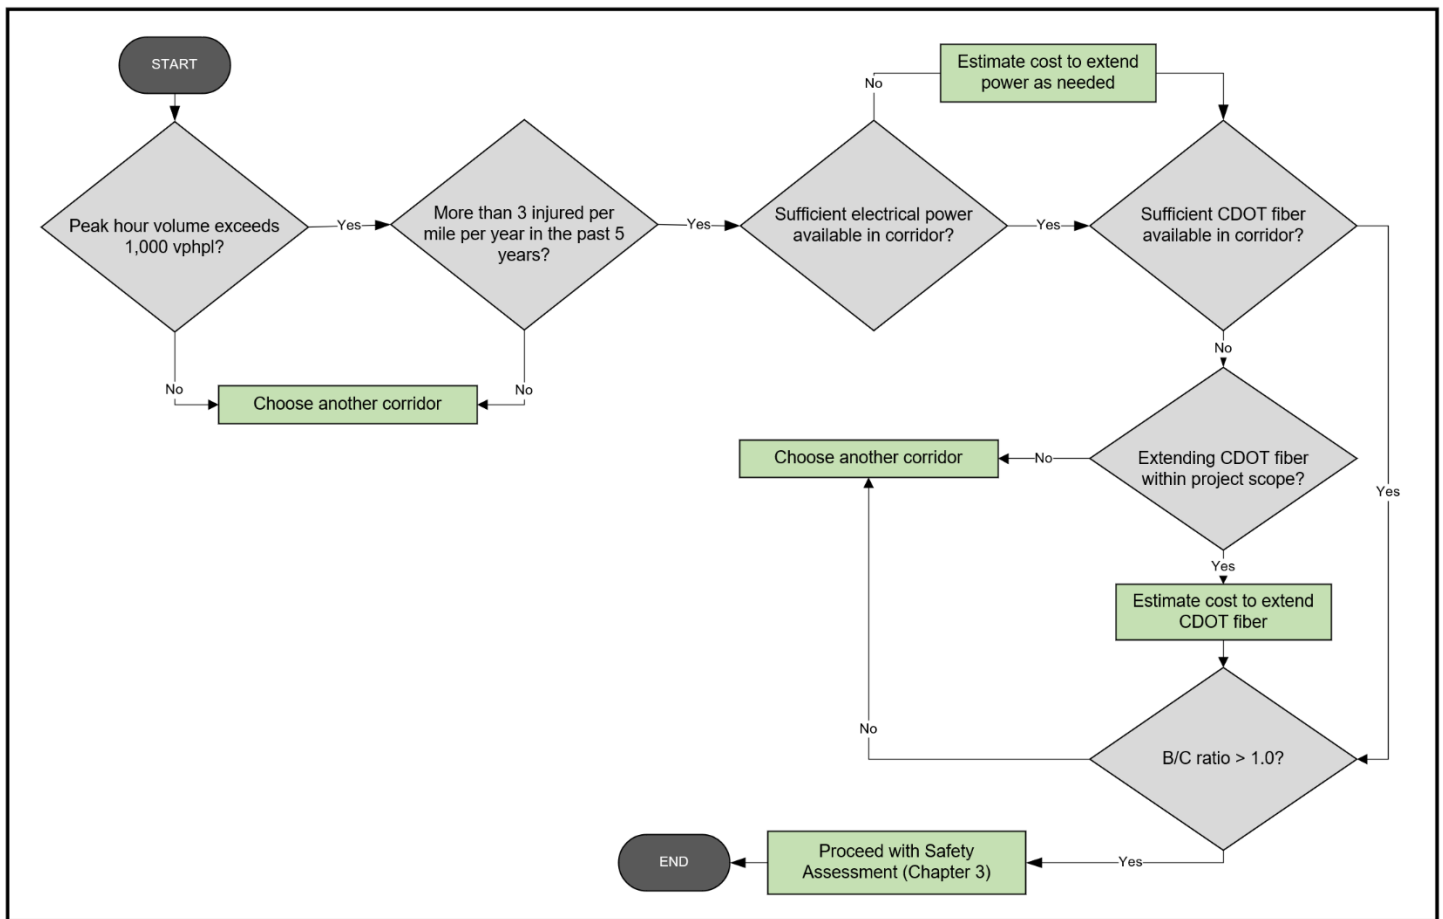 START
Peak hour volume exceeds
1,000 vphpl?
Yes
No
More than 3 injured per
mile per year in the past 5
years?
Yes
No
Choose another corridor
Sufficient electrical power
available in corridor?
No
Estimate cost to extend
power as needed
Yes
Sufficient CDOT fiber
available in corridor?
Yes
No
Extending CDOT fiber
within project scope?
No
Choose another corridor
Yes
Estimate cost to extend
CDOT fiber
B/C ratio > 1.0?
No
Yes
Proceed with Safety
Assessment (Chapter 3)
END